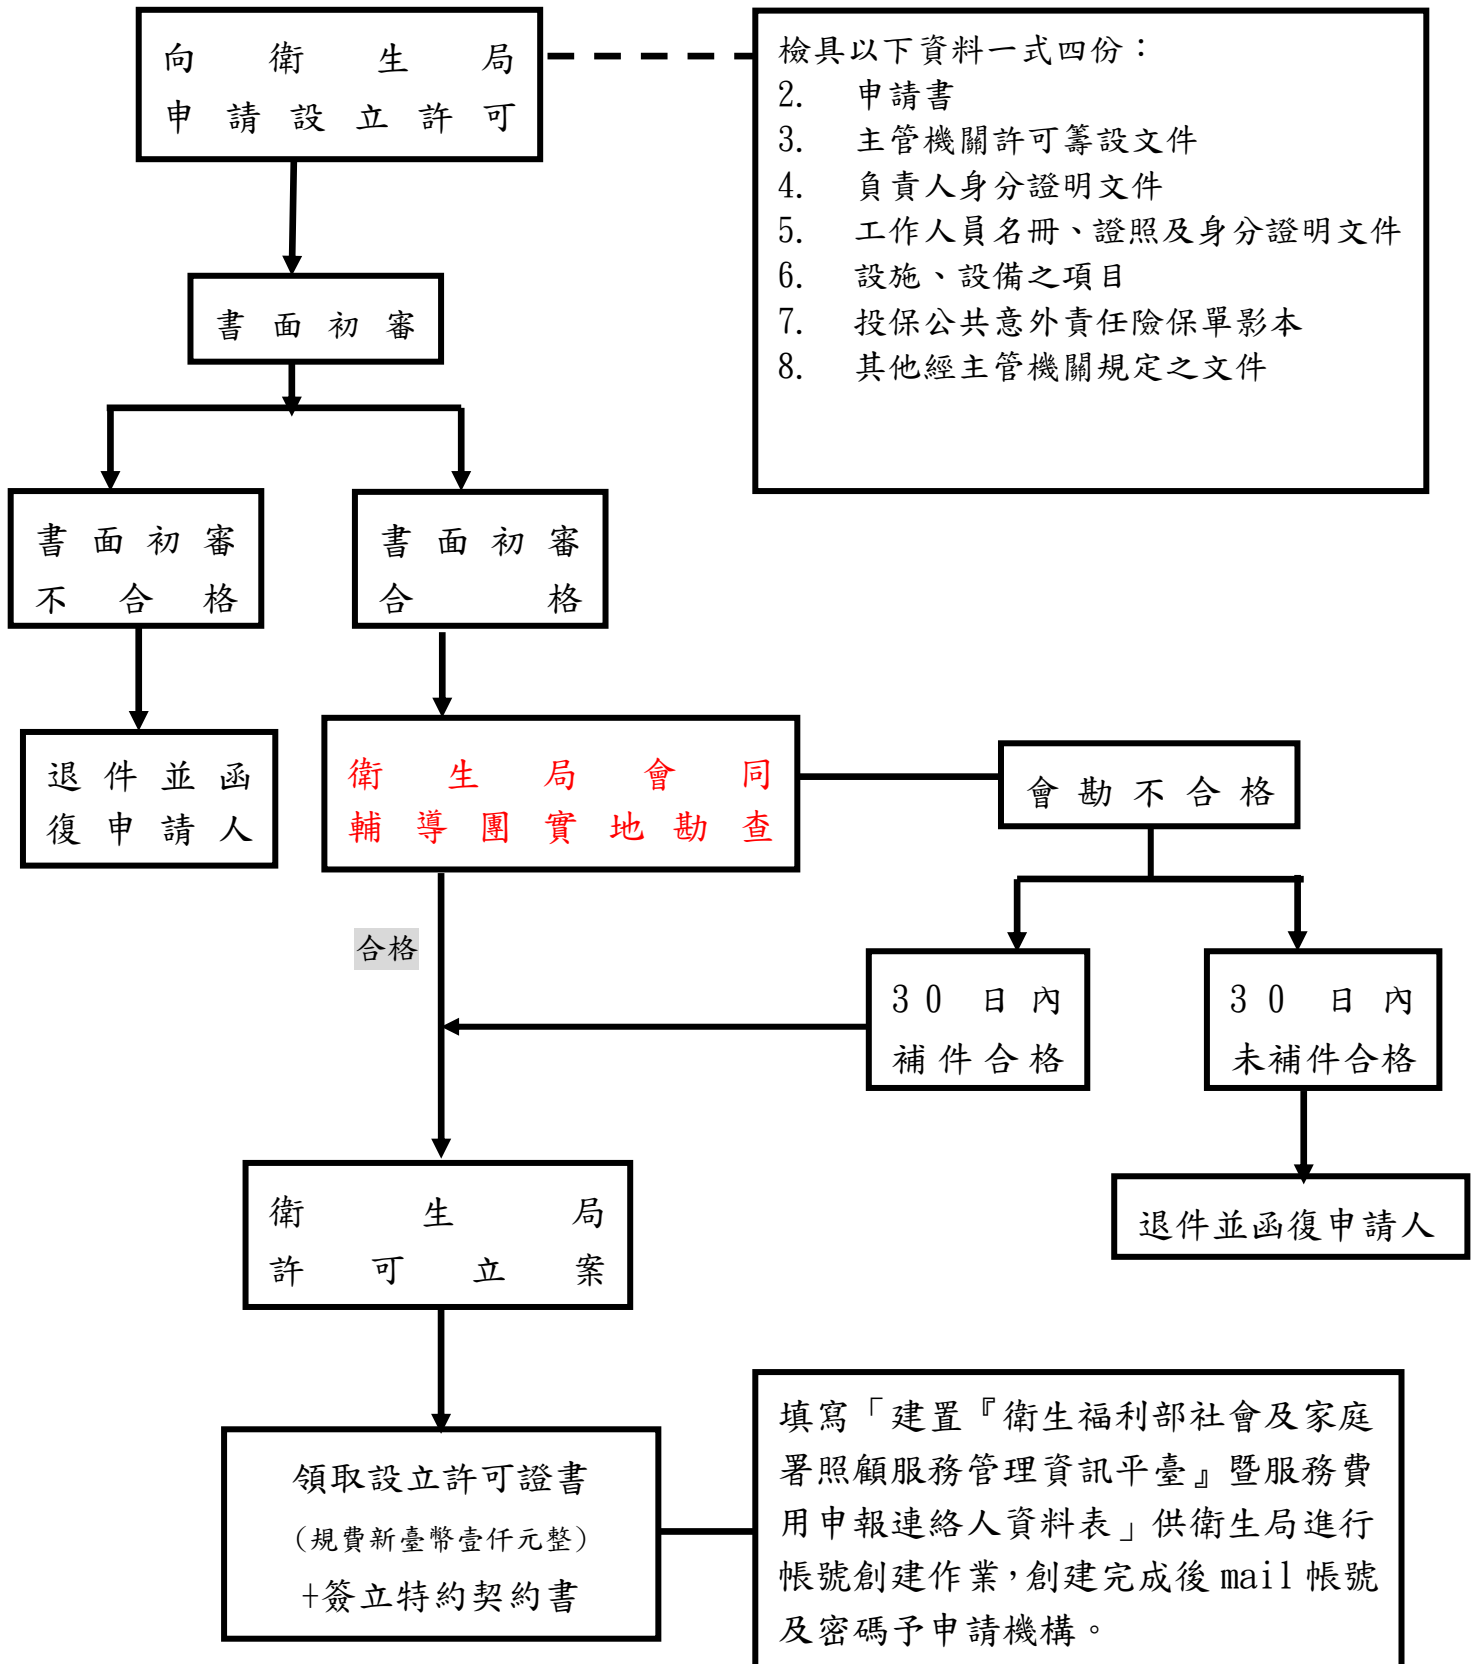 向衛生局
申請設立許可
檢具以下資料一式四份：
2. 申請書
3. 主管機關許可籌設文件
4. 負責人身分證明文件
5. 工作人員名冊、證照及身分證明文件
6. 設施、設備之項目
7. 投保公共意外責任險保單影本
8. 其他經主管機關規定之文件
書面初審
書面初審
不合格
書面初審
合格
退件並函
復申請人
衛生局會同
輔導團實地勘查
會勘不合格
合格
30日內
補件合格
30日內
未補件合格
衛生局
許可立案
退件並函復申請人
領取設立許可證書
(規費新臺幣壹仟元整)
+簽立特約契約書
填寫「建置『衛生福利部社會及家庭
署照顧服務管理資訊平臺』暨服務費
用申報連絡人資料表」供衛生局進行
帳號創建作業，創建完成後 mail 帳號
及密碼予申請機構。